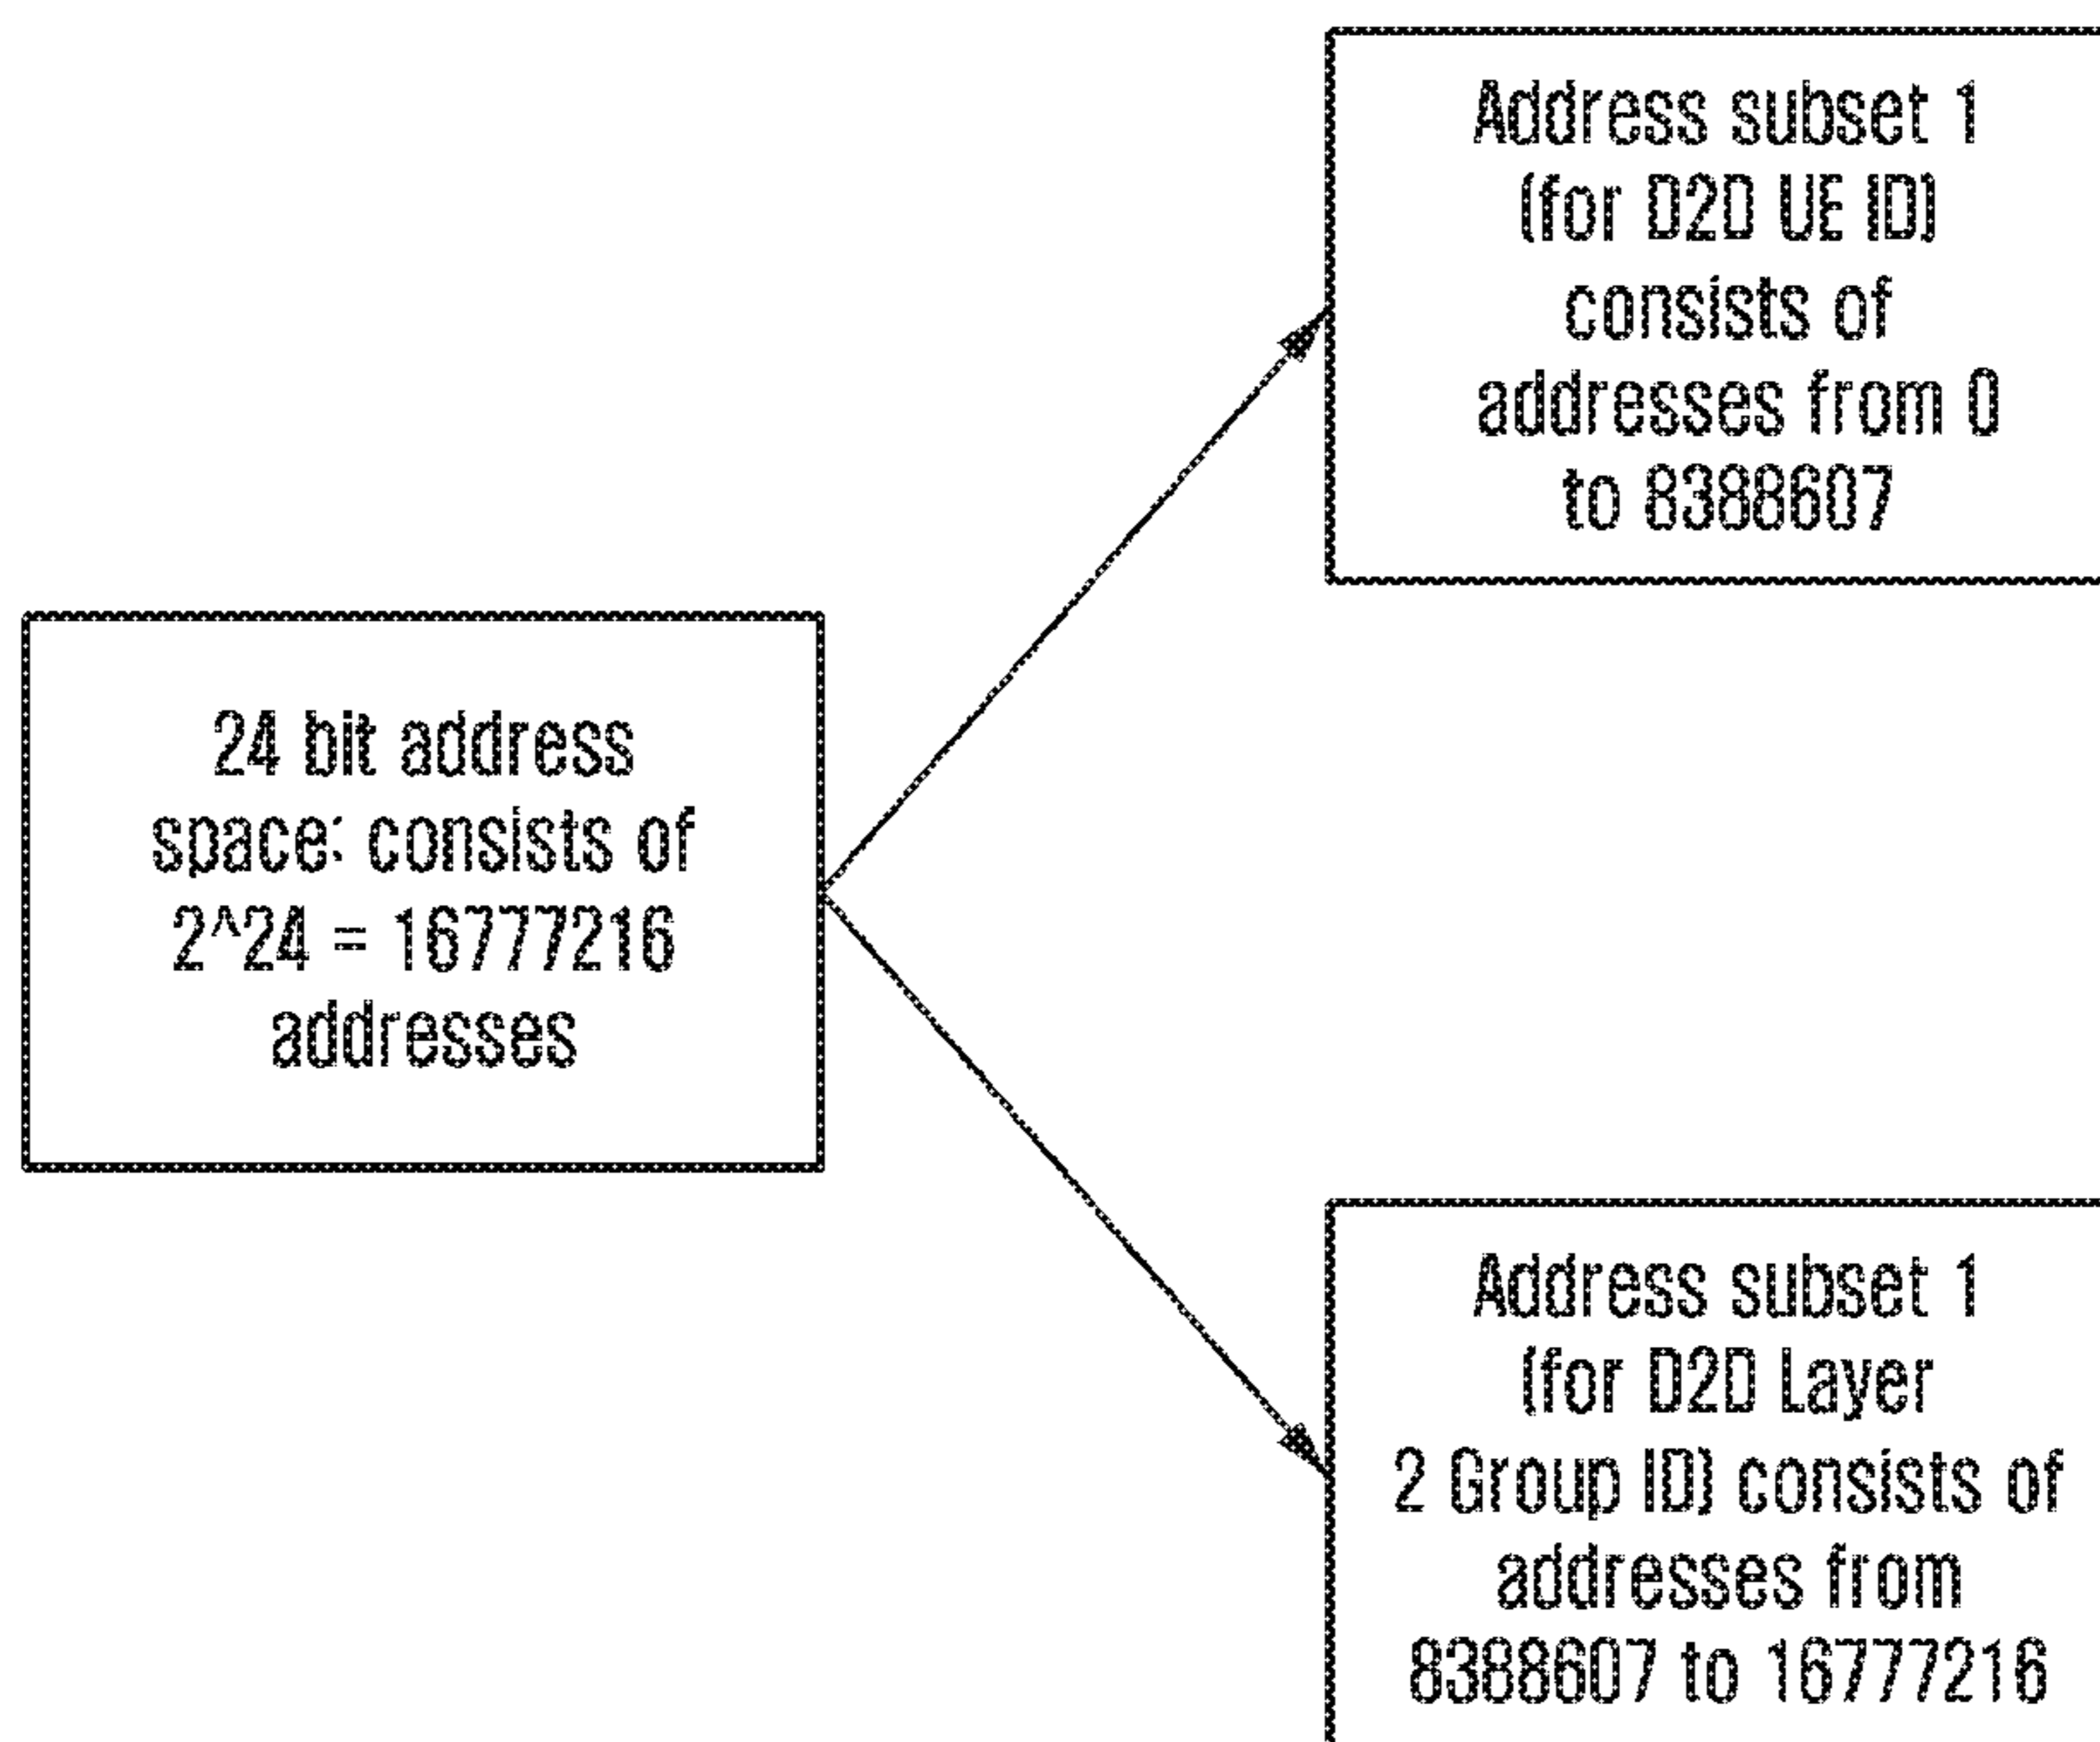 24 bit address
space: consists of
2^24 = 16777216
addresses
Address subset 1
(for D2D UE ID)
consists of
addresses from 0
to 8388607
Address subset 1
(for D2D Layer
2 Group ID) consists of
addresses from
8388607 to 16777216